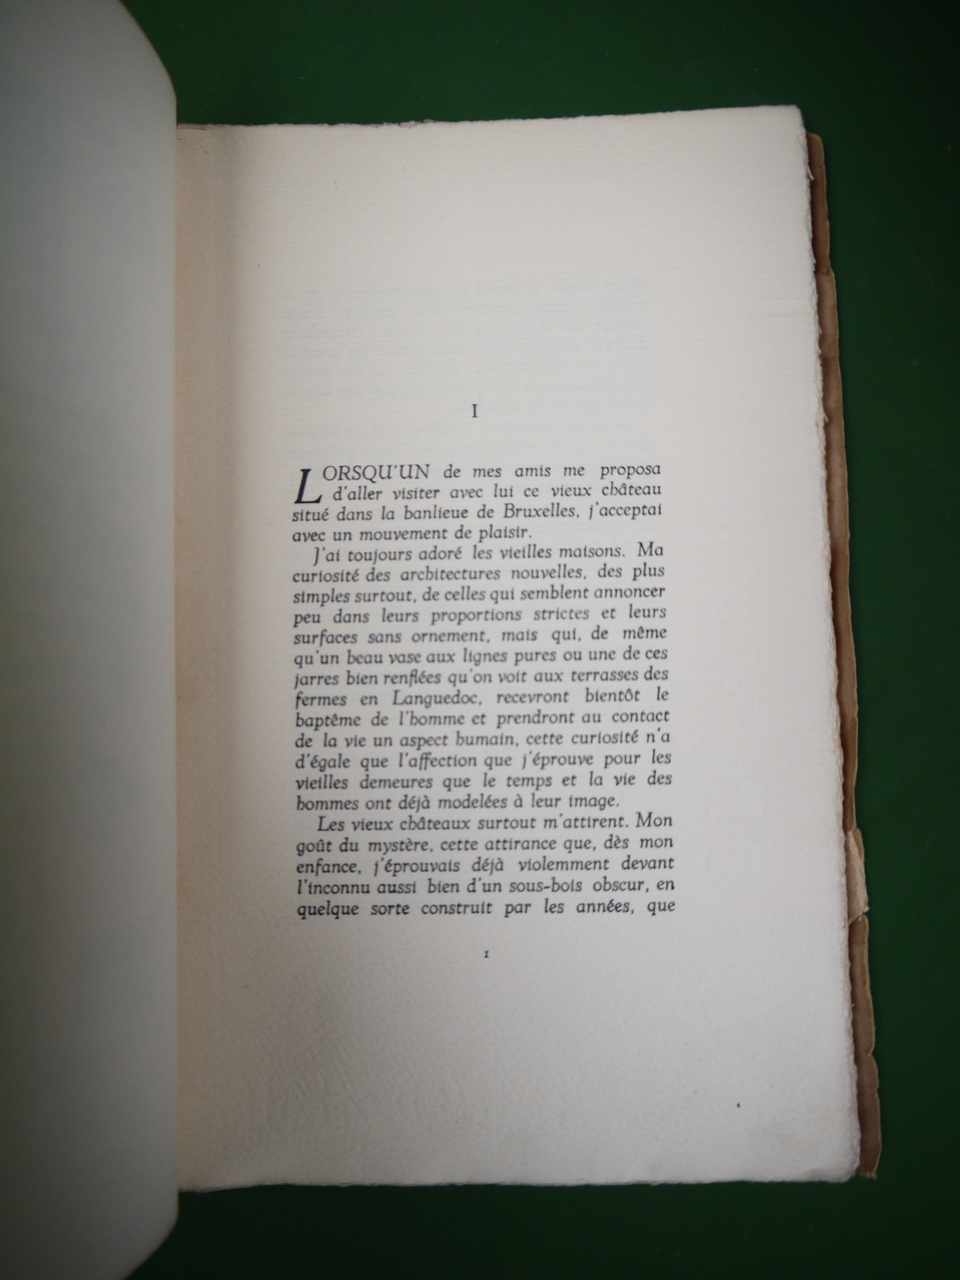 I
LORSQU'UN de mes amis me proposa
d'aller visiter avec lui ce vieux château
situé dans la banlieue de Bruxelles, j'acceptai
avec un mouvement de plaisir.
J'ai toujours adoré les vieilles maisons. Ma
curiosité des architectures nouvelles, des plus
simples surtout, de celles qui semblent annoncer
peu dans leurs proportions strictes et leurs
surfaces sans ornement, mais qui, de même
qu'un beau vase aux lignes pures ou une de ces
jarres bien renflées qu'on voit aux terrasses des
fermes en Languedoc, recevront bientôt le
baptême de l'homme et prendront au contact
de la vie un aspect humain, cette curiosité n'a
d'égale que l'affection que j'éprouve pour les
vieilles demeures que le temps et la vie des
hommes ont déjà modelées à leur image.
Les vieux châteaux surtout m'attirent. Mon
goût du mystère, cette attirance que, dès mon
enfance, j'éprouvais déjà violemment devant
l'inconnu aussi bien d'un sous-bois obscur, en
quelque sorte construit par les années, que
1